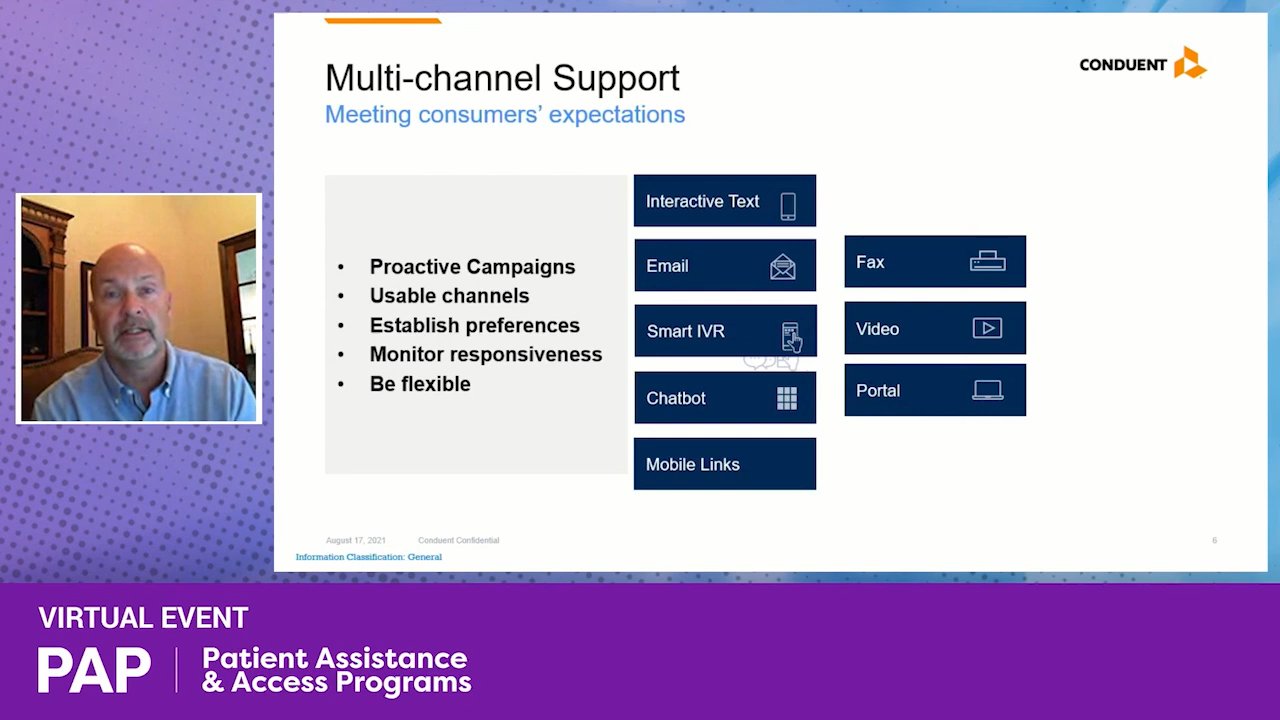 CONDUENT
Multi-channel Support
Meeting consumers' expectations
• Proactive Campaigns
• Usable channels
• Establish preferences
• Monitor responsiveness
• Be flexible
Interactive Text
Email
Smart IVR
Chatbot
Mobile Links
Fax
Video
Portal
August 17, 2021
Conduent Confidential
6
Information Classification: General
VIRTUAL EVENT
PAP
Patient Assistance
& Access Programs